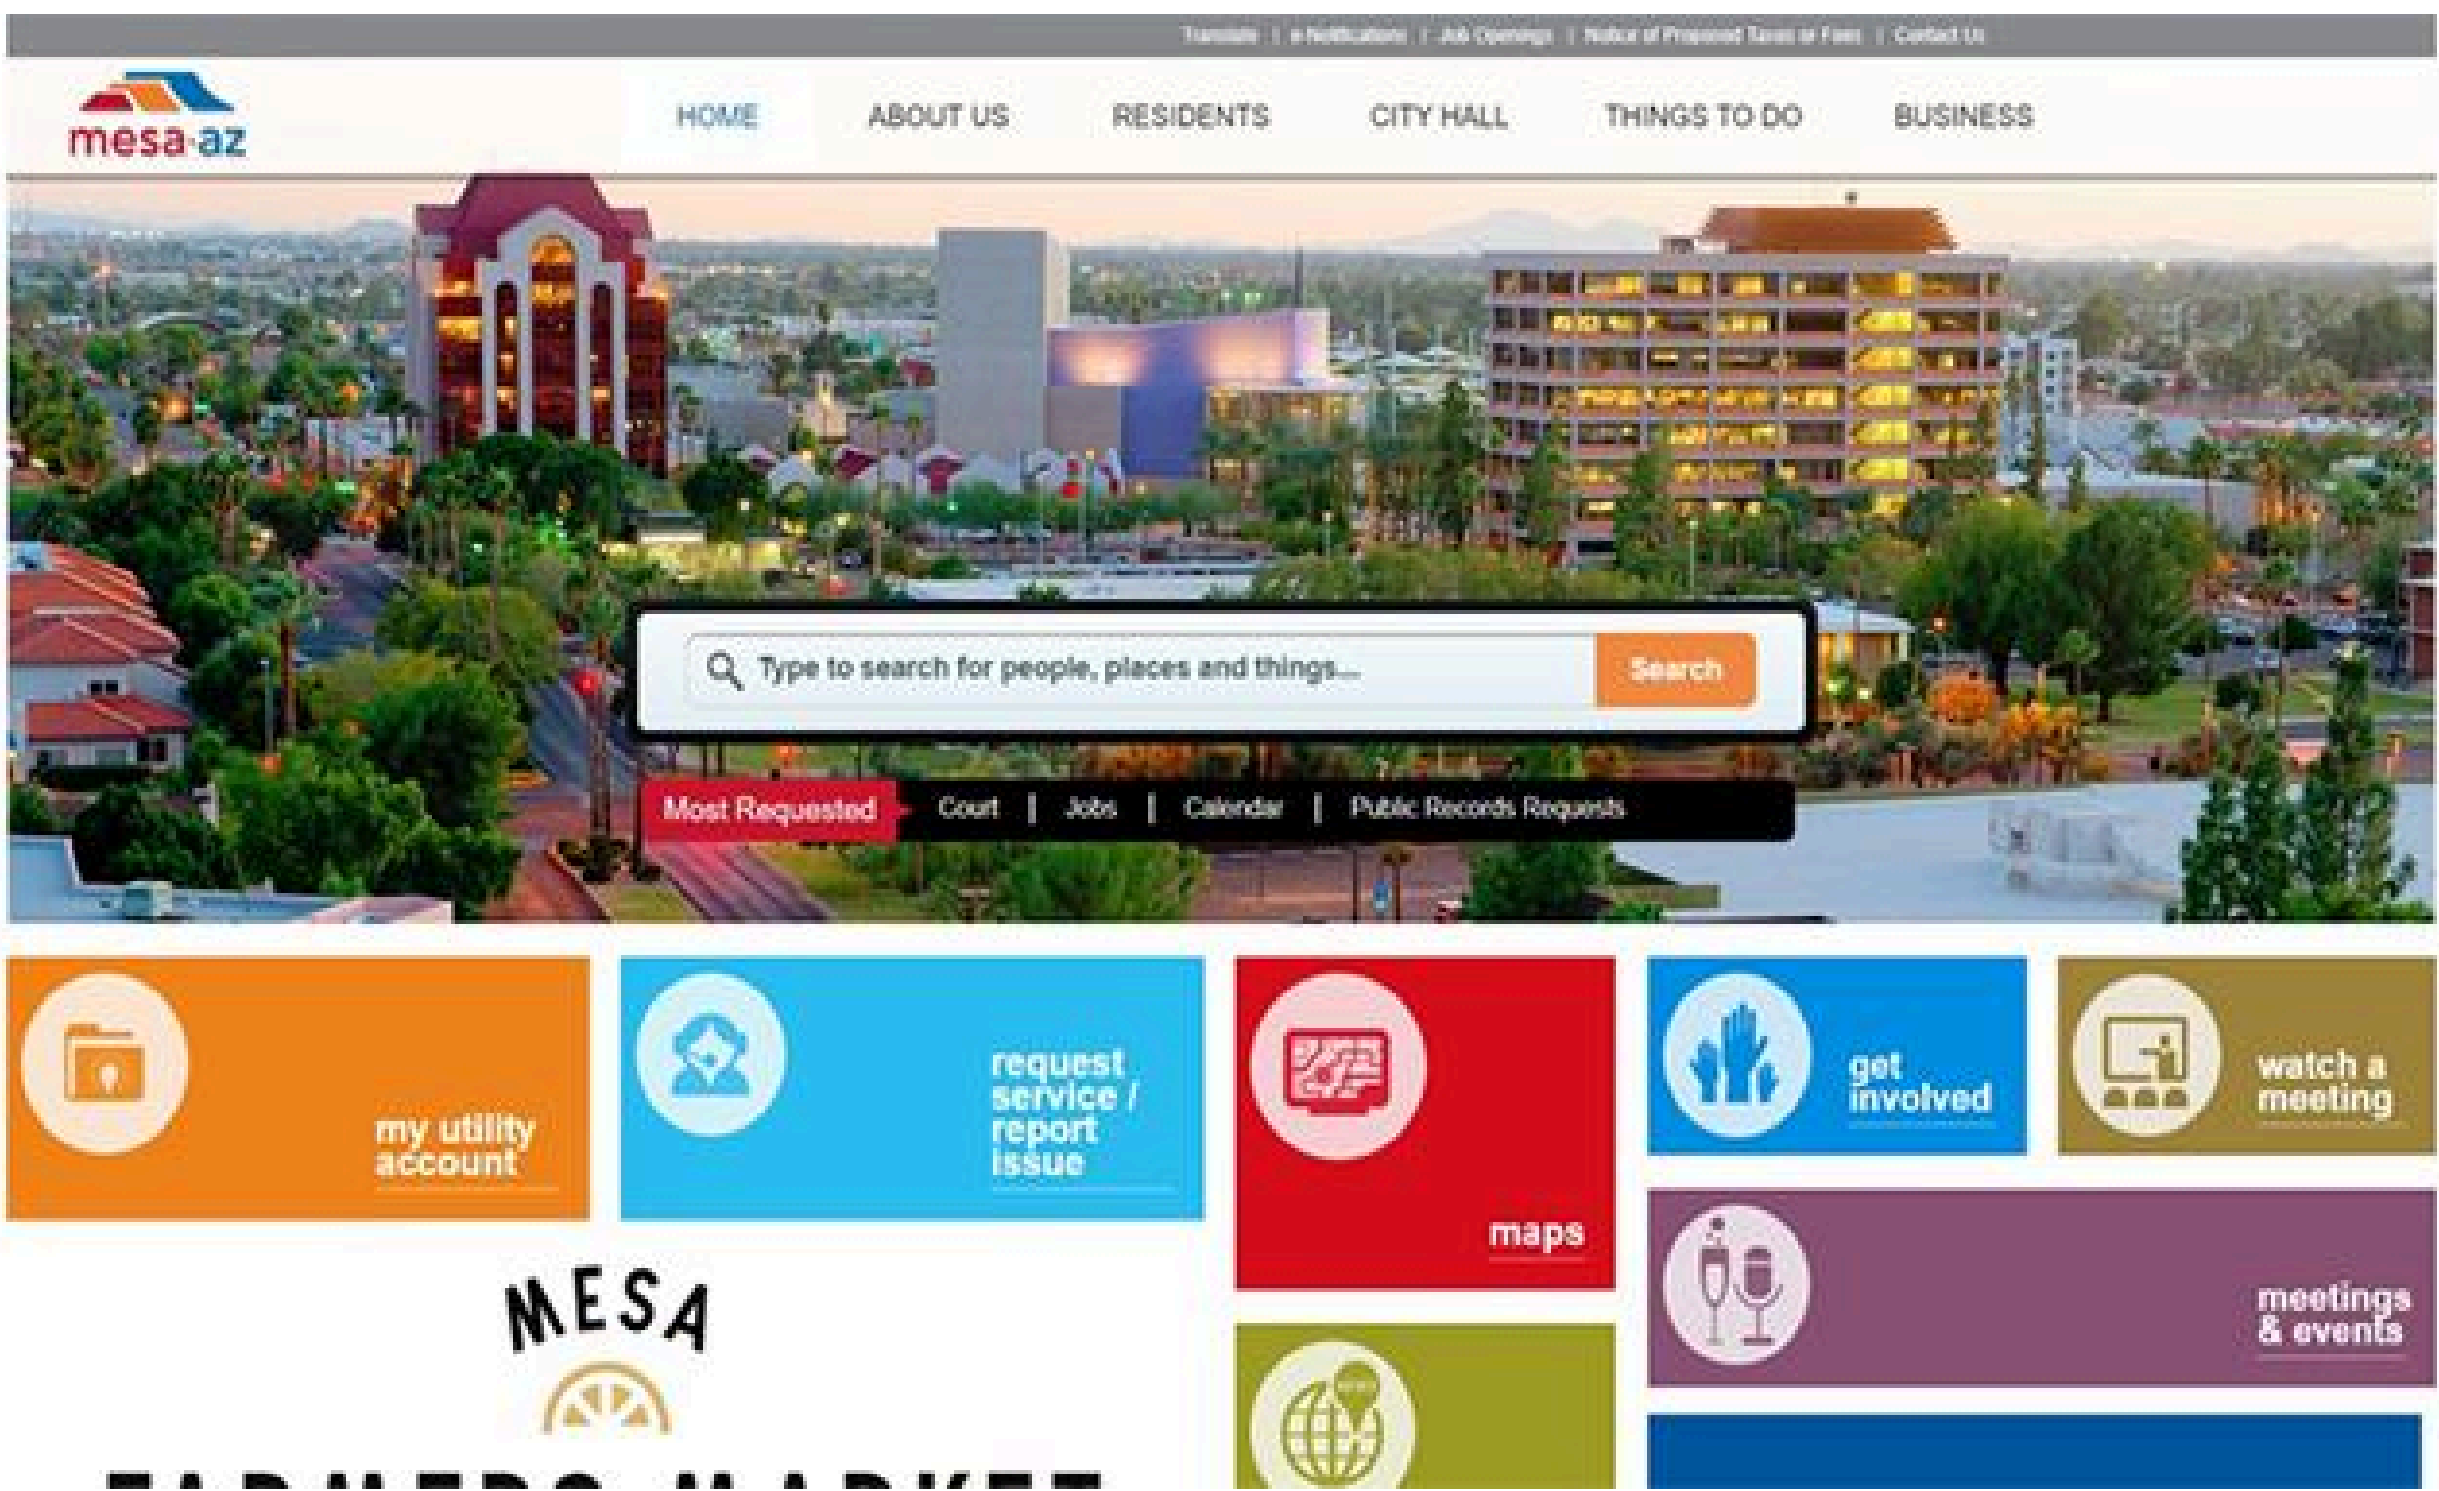 Translate | e-Notifications | Job Openings | Notice of Proposed Taxes or Fees | Contact Us
mesa·az
HOME ABOUT US RESIDENTS CITY HALL THINGS TO DO BUSINESS
Type to search for people, places and things... Search
Most Requested Court | Jobs | Calendar | Public Records Requests
my utility
account
request
service /
report
issue
maps
get
involved
watch a
meeting
meetings
& events
MESA
FARMERS MARKET